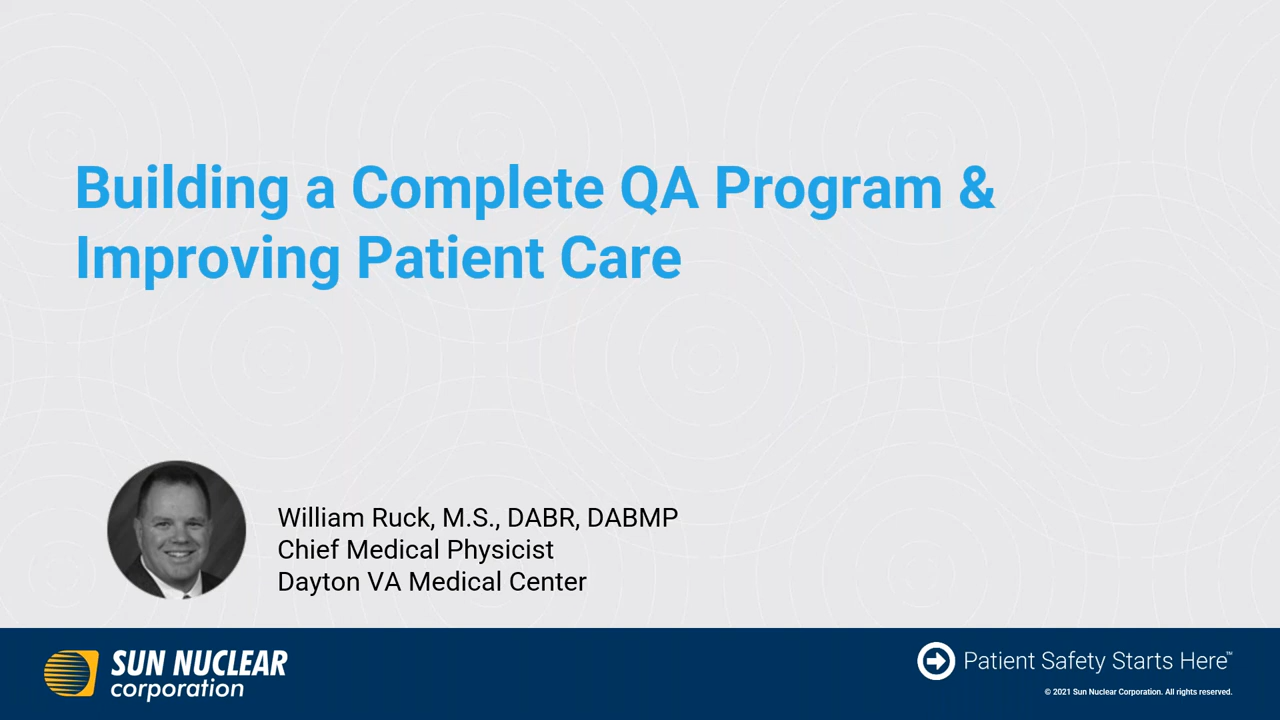 Building a Complete QA Program &
Improving Patient Care
William Ruck, M.S., DABR, DABMP
Chief Medical Physicist
Dayton VA Medical Center
SUN NUCLEAR
corporation
Patient Safety Starts Here™
© 2021 Sun Nuclear Corporation. All rights reserved.